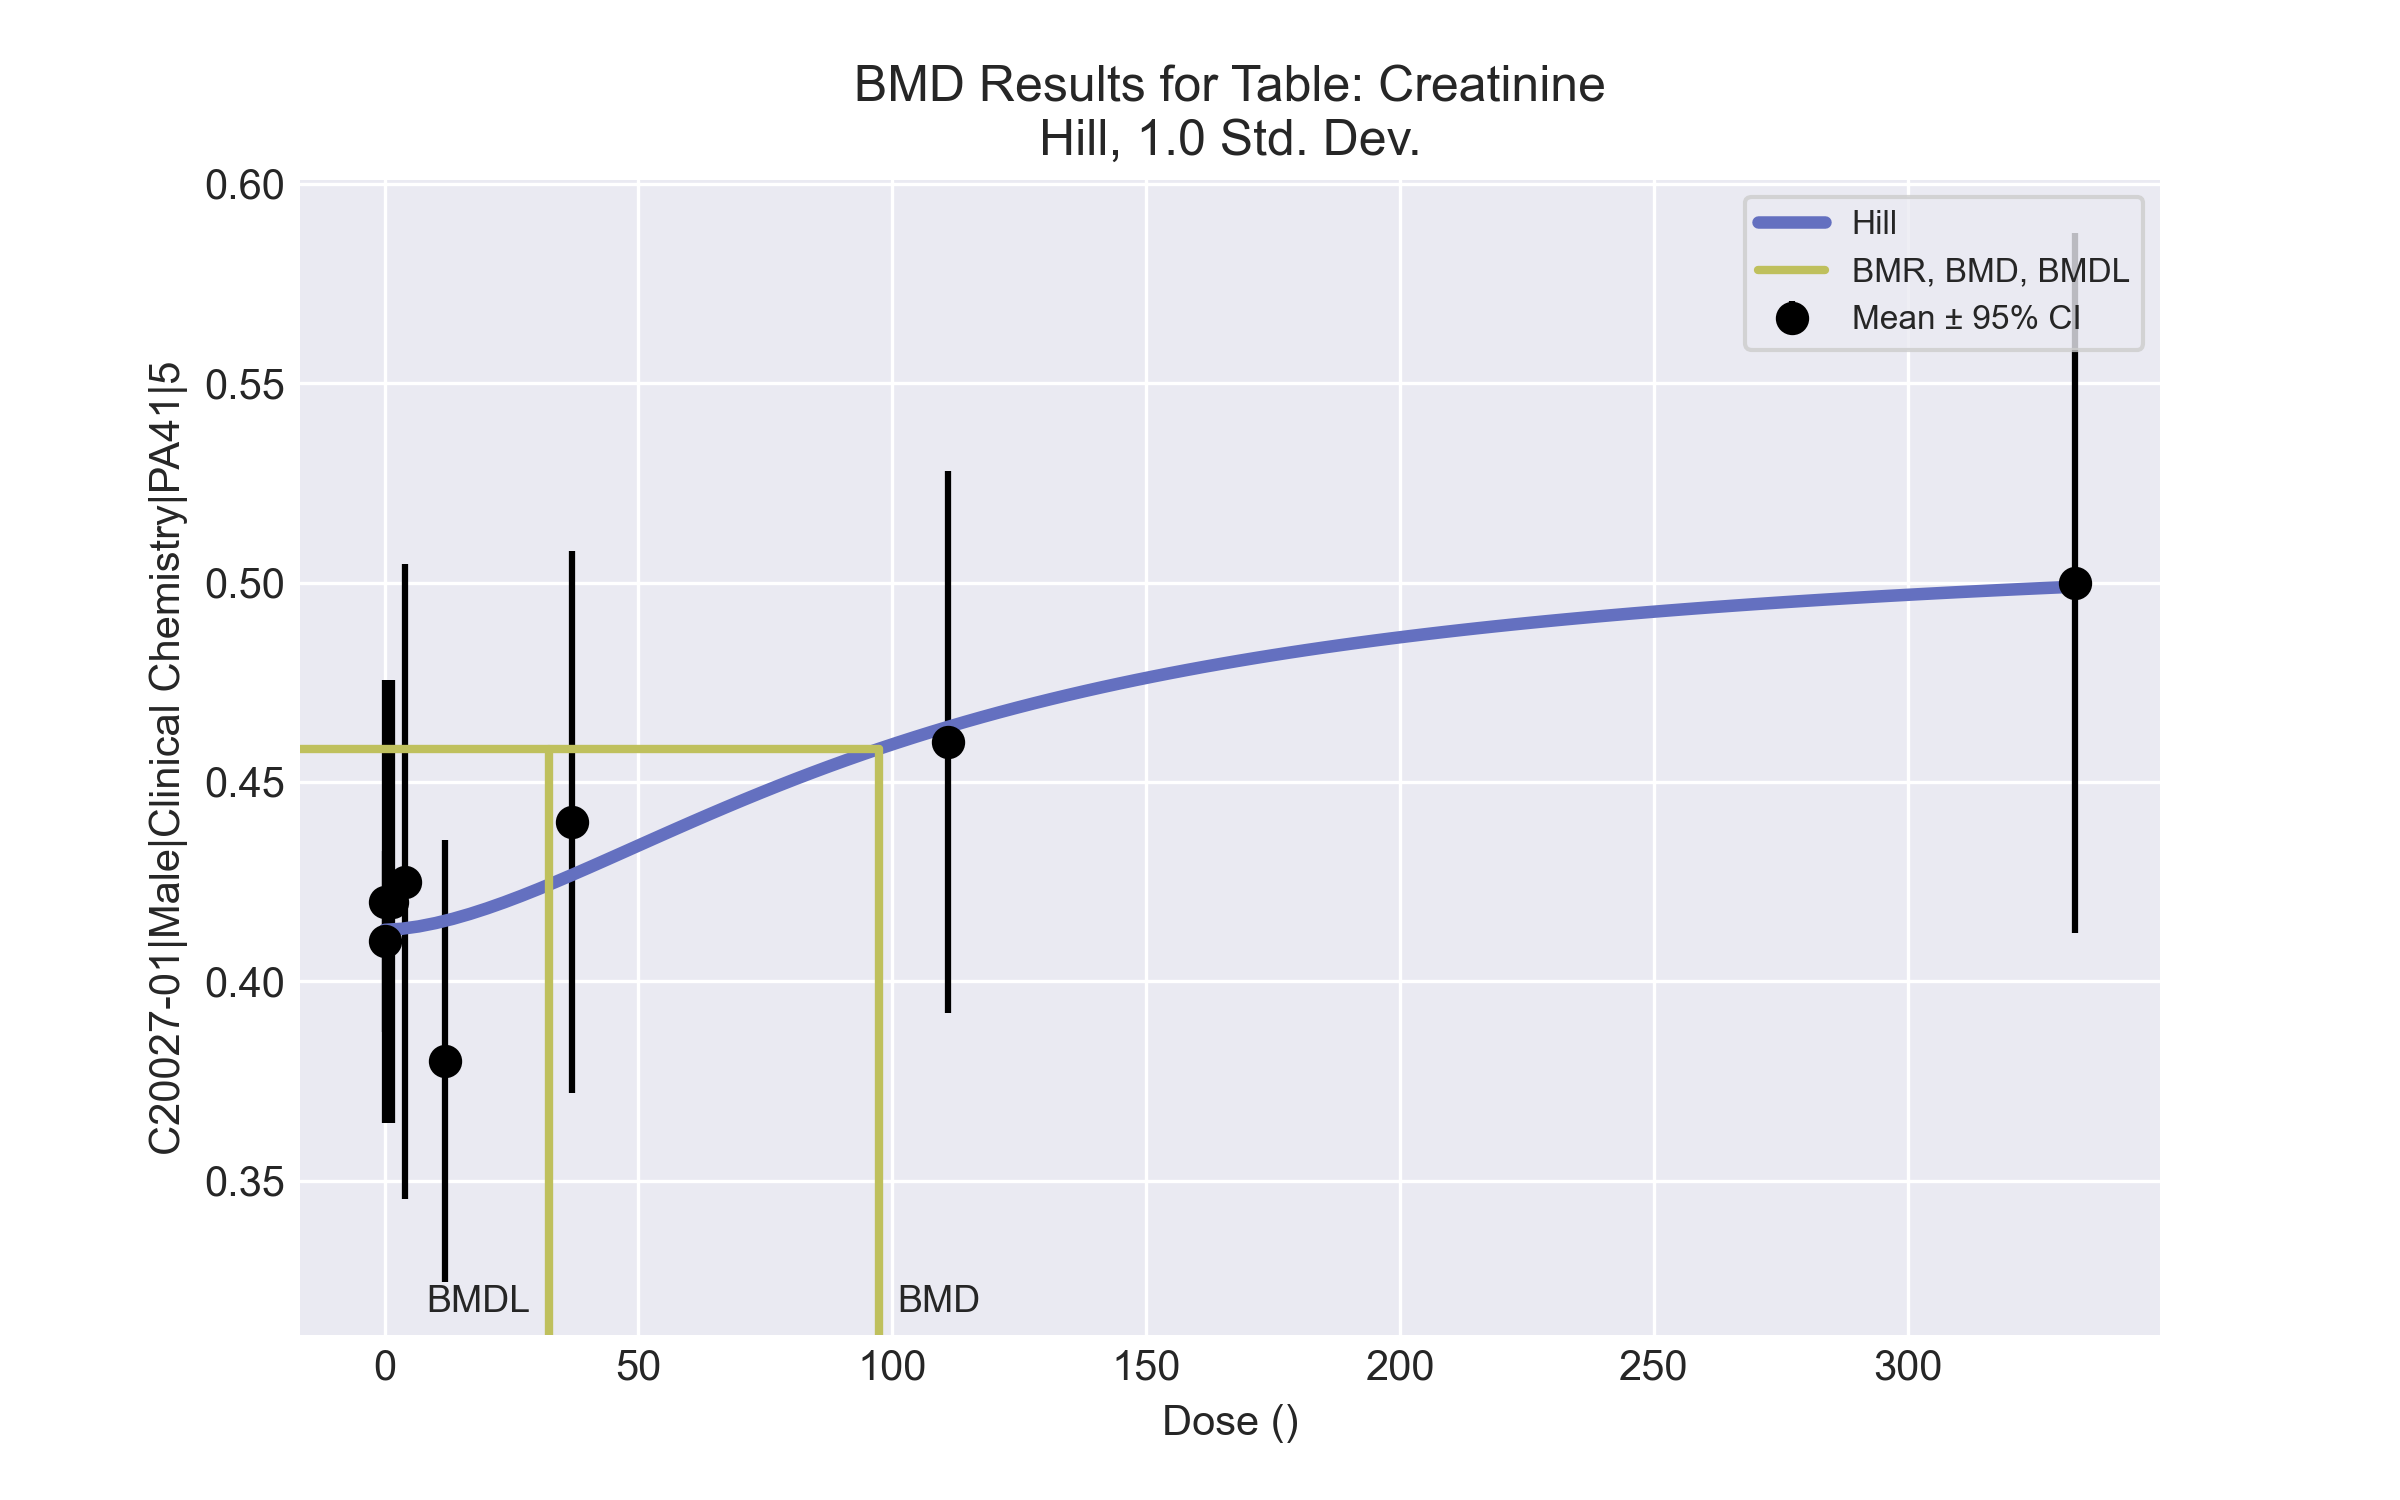 BMD Results for Table: Creatinine
Hill, 1.0 Std. Dev.
Hill
BMR, BMD, BMDL
Mean ± 95% CI
C20027-01|Male|Clinical Chemistry|PA41|5
0.60
0.55
0.50
0.45
0.40
0.35
BMDL
BMD
0
50
100
150
200
250
300
Dose ()